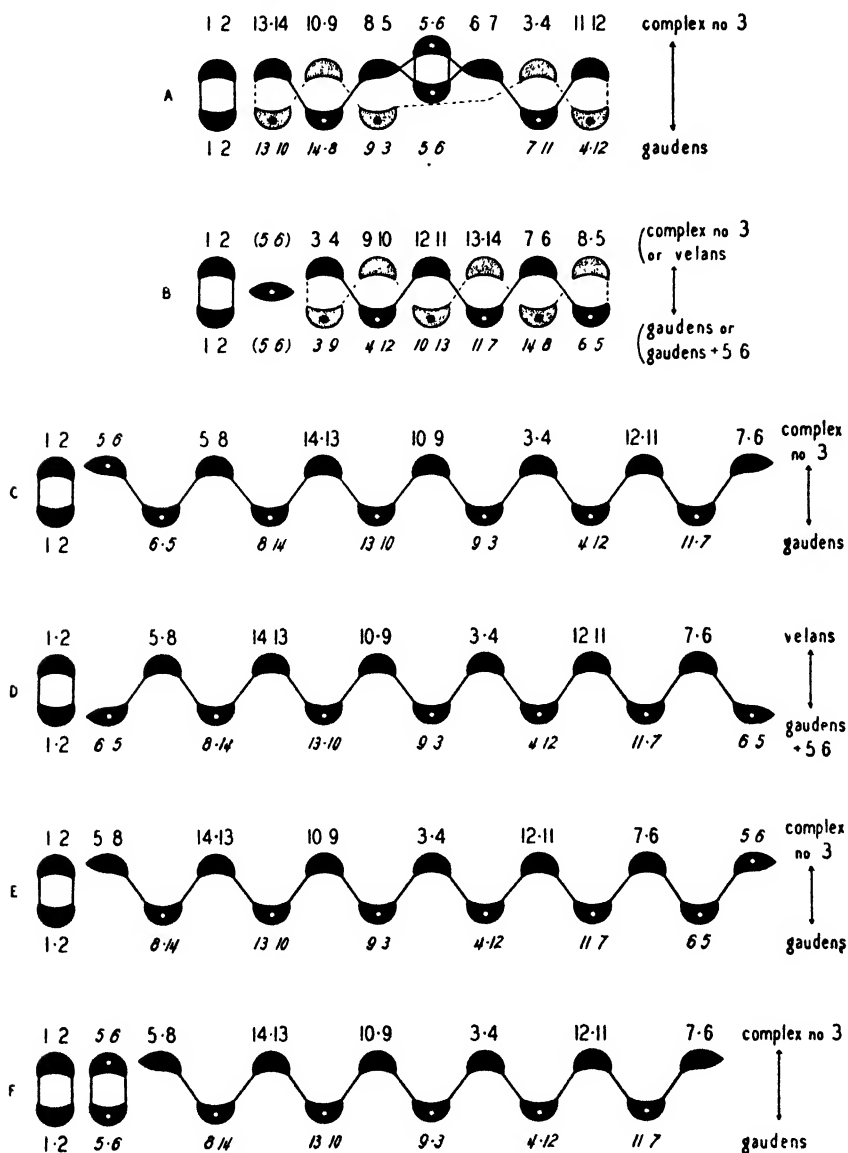 1 2 13·14 10·9 8 5 5·6 6 7 3·4 11 12 complex no 3
A
1 2 13 10 14·8 9 3 5 6 7 11 4·12 gaudens
1 2 (5 6) 3 4 9 10 12 11 13·14 7 6 8·5 (complex no 3
or velans
B
1 2 (5 6) 3 9 4 12 10 13 11 7 14 8 6 5 (gaudens or
gaudens + 5 6
1 2 5 6 5 8 14·13 10 9 3·4 12·11 7·6 complex
no 3
C
1 2 6·5 8 14 13 10 9 3 4 12 11·7 gaudens
1·2 5·8 14 13 10·9 3·4 12 11 7·6 velans
D
1·2 6 5 8·14 13·10 9 3 4 12 11·7 6 5 gaudens
+ 5 6
1 2 5 8 14·13 10 9 3·4 12·11 7·6 5 6 complex
no 3
E
1·2 8·14 13 10 9 3 4·12 11 7 6 5 gaudens
1 2 5 6 5·8 14·13 10·9 3·4 12·11 7·6 complex no 3
F
1·2 5·6 8 14 13 10 9·3 4·12 11 7 gaudens